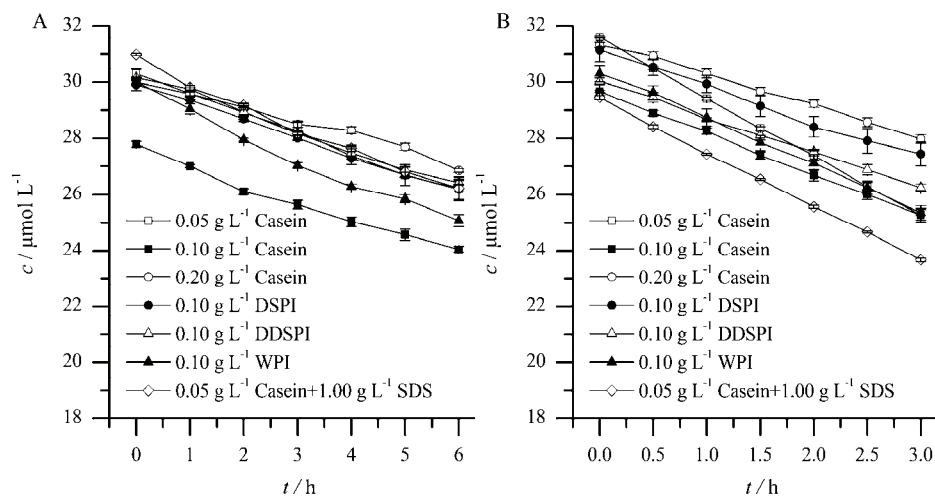 A
32
30
28
26
24
22
20
18
c / μmol L⁻¹
0.05 g L⁻¹ Casein
0.10 g L⁻¹ Casein
0.20 g L⁻¹ Casein
0.10 g L⁻¹ DSPI
0.10 g L⁻¹ DDSPI
0.10 g L⁻¹ WPI
0.05 g L⁻¹ Casein+1.00 g L⁻¹ SDS
0 1 2 3 4 5 6
t / h
B
32
30
28
26
24
22
20
18
c / μmol L⁻¹
0.05 g L⁻¹ Casein
0.10 g L⁻¹ Casein
0.20 g L⁻¹ Casein
0.10 g L⁻¹ DSPI
0.10 g L⁻¹ DDSPI
0.10 g L⁻¹ WPI
0.05 g L⁻¹ Casein+1.00 g L⁻¹ SDS
0.0 0.5 1.0 1.5 2.0 2.5 3.0
t / h